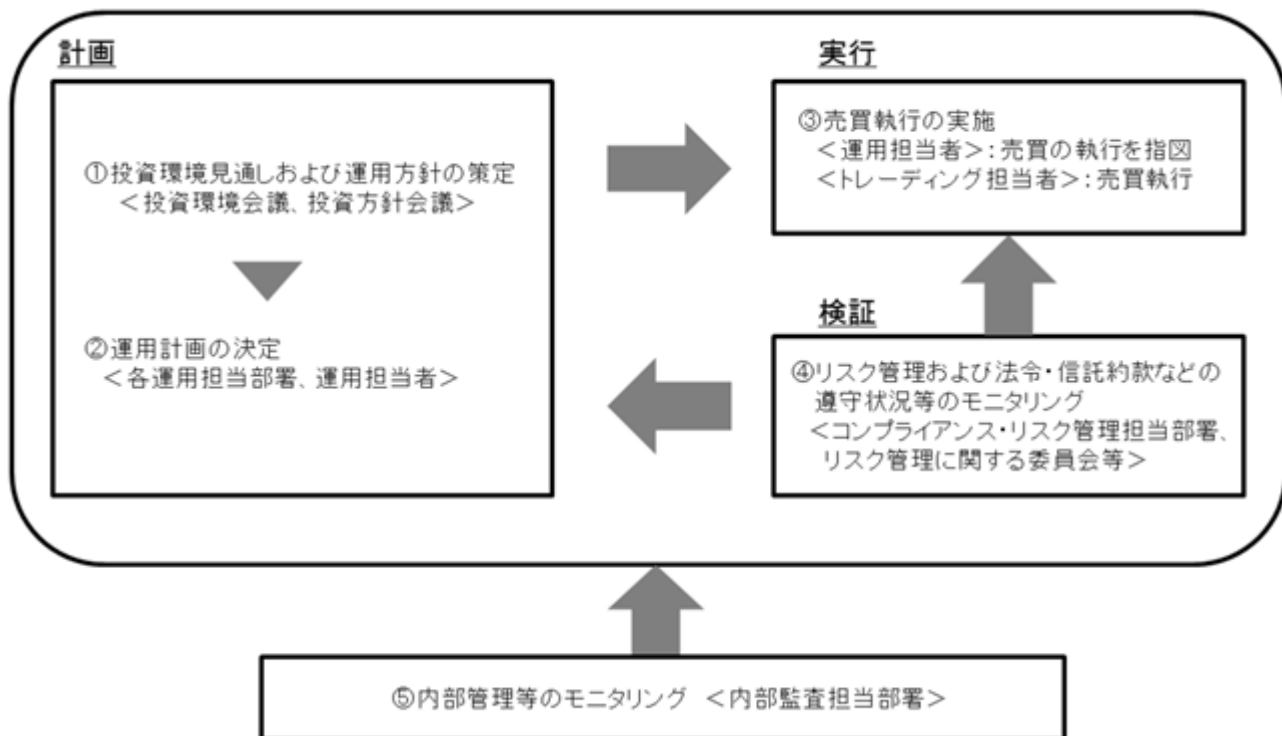 計画
①投資環境見通しおよび運用方針の策定
＜投資環境会議、投資方針会議＞
②運用計画の決定
＜各運用担当部署、運用担当者＞
実行
③売買執行の実施
＜運用担当者＞：売買の執行を指図
＜トレーディング担当者＞：売買執行
検証
④リスク管理および法令・信託約款などの
遵守状況等のモニタリング
＜コンプライアンス・リスク管理担当部署、
リスク管理に関する委員会等＞
⑤内部管理等のモニタリング ＜内部監査担当部署＞